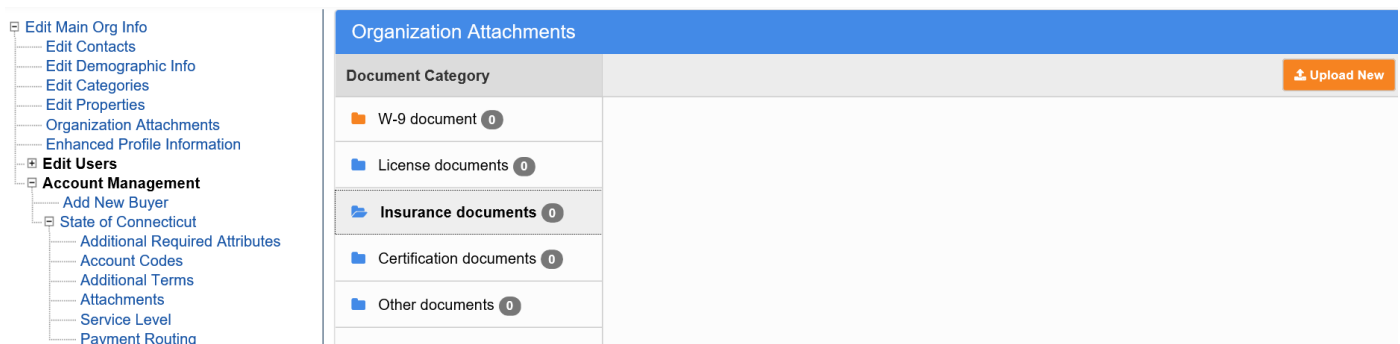 Edit Main Org Info
Edit Contacts
Edit Demographic Info
Edit Categories
Edit Properties
Organization Attachments
Enhanced Profile Information
Edit Users
Account Management
Add New Buyer
State of Connecticut
Additional Required Attributes
Account Codes
Additional Terms
Attachments
Service Level
Payment Routing
Organization Attachments
Document Category
Upload New
W-9 document 0
License documents 0
Insurance documents 0
Certification documents 0
Other documents 0